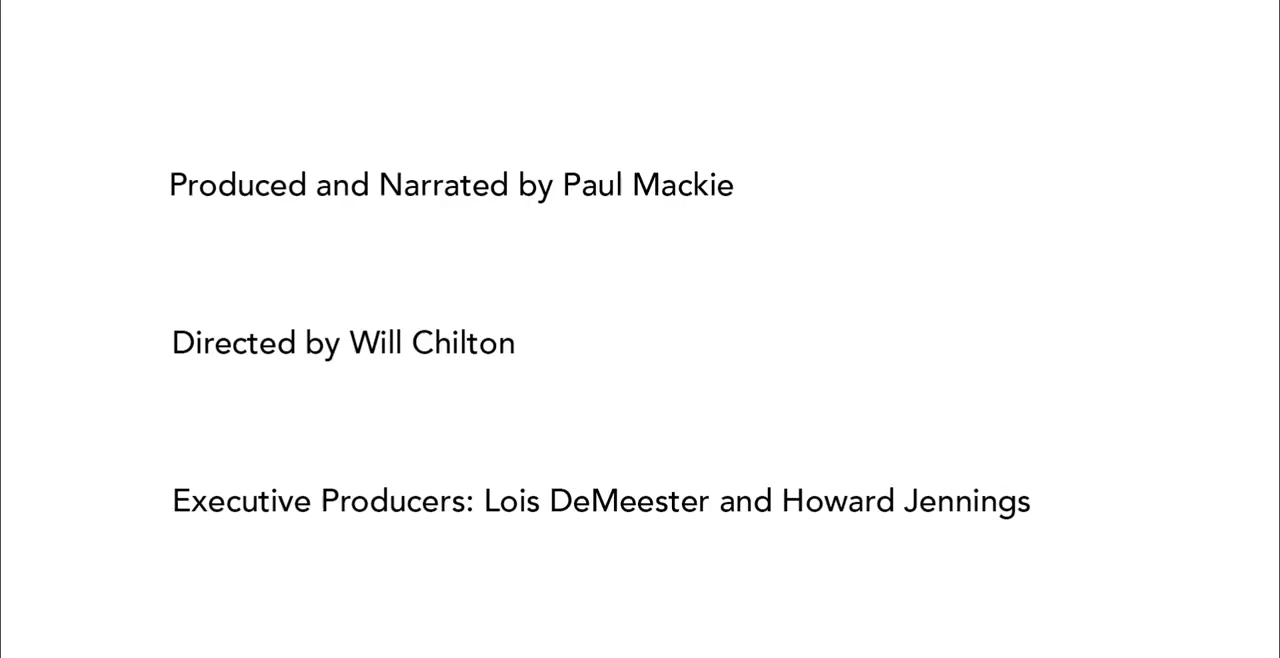 Produced and Narrated by Paul Mackie
Directed by Will Chilton
Executive Producers: Lois DeMeester and Howard Jennings